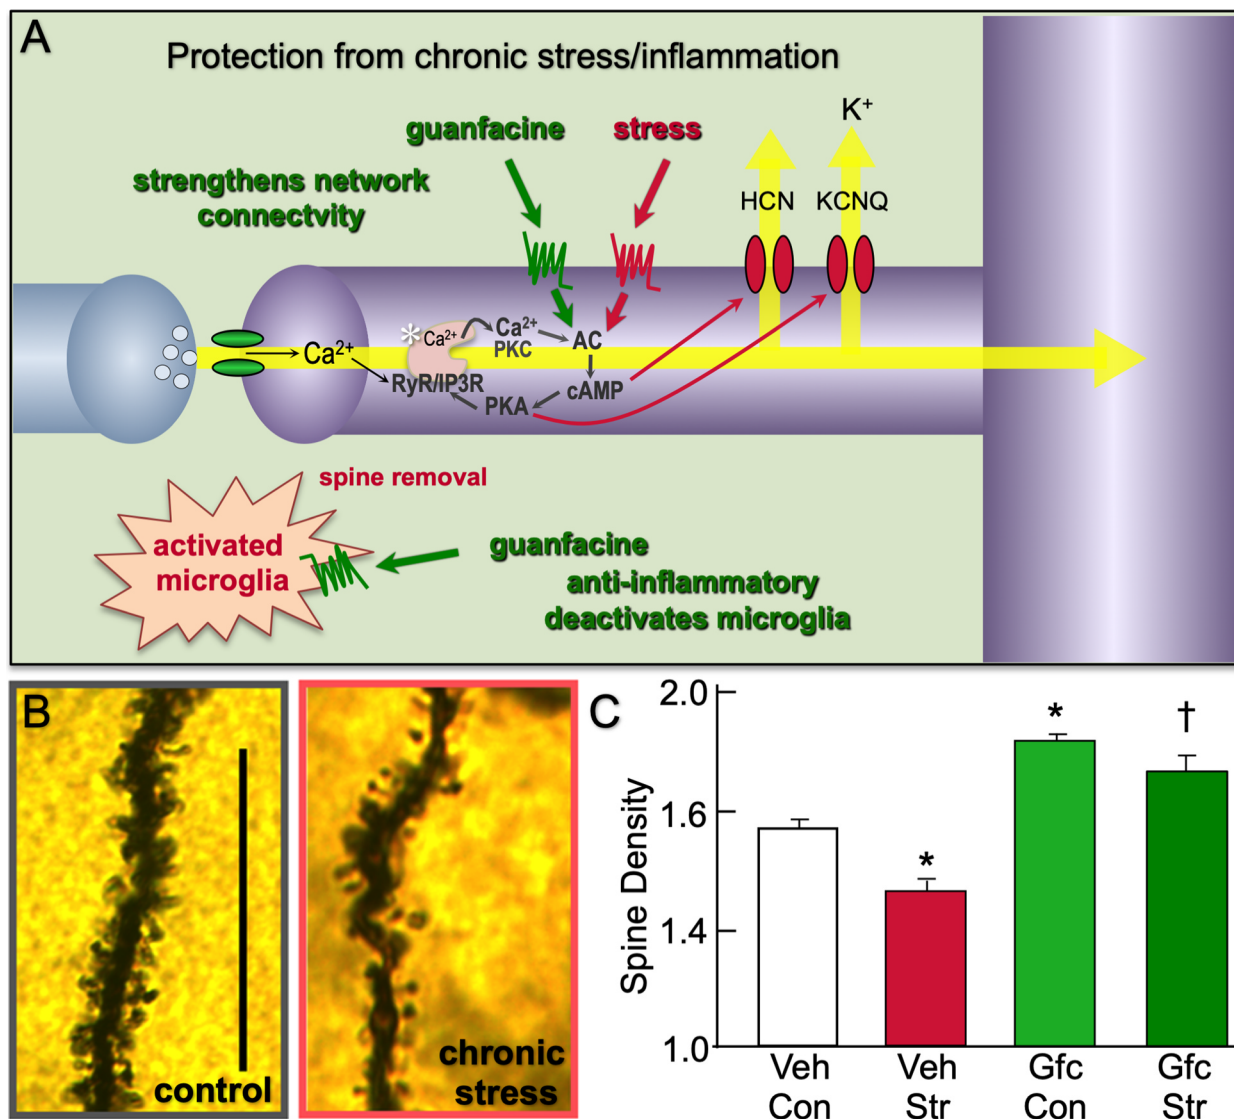 A
Protection from chronic stress/inflammation
guanfacine
stress
K+
strengthens network
connectvity
HCN
KCNQ
* Ca2+
Ca2+
PKC
AC
Ca2+
RyR/IP3R
cAMP
PKA
spine removal
activated
microglia
guanfacine
anti-inflammatory
deactivates microglia
B
control
chronic
stress
C
Spine Density
2.0
1.6
1.4
1.0
*
*
†
Veh
Con
Veh
Str
Gfc
Con
Gfc
Str